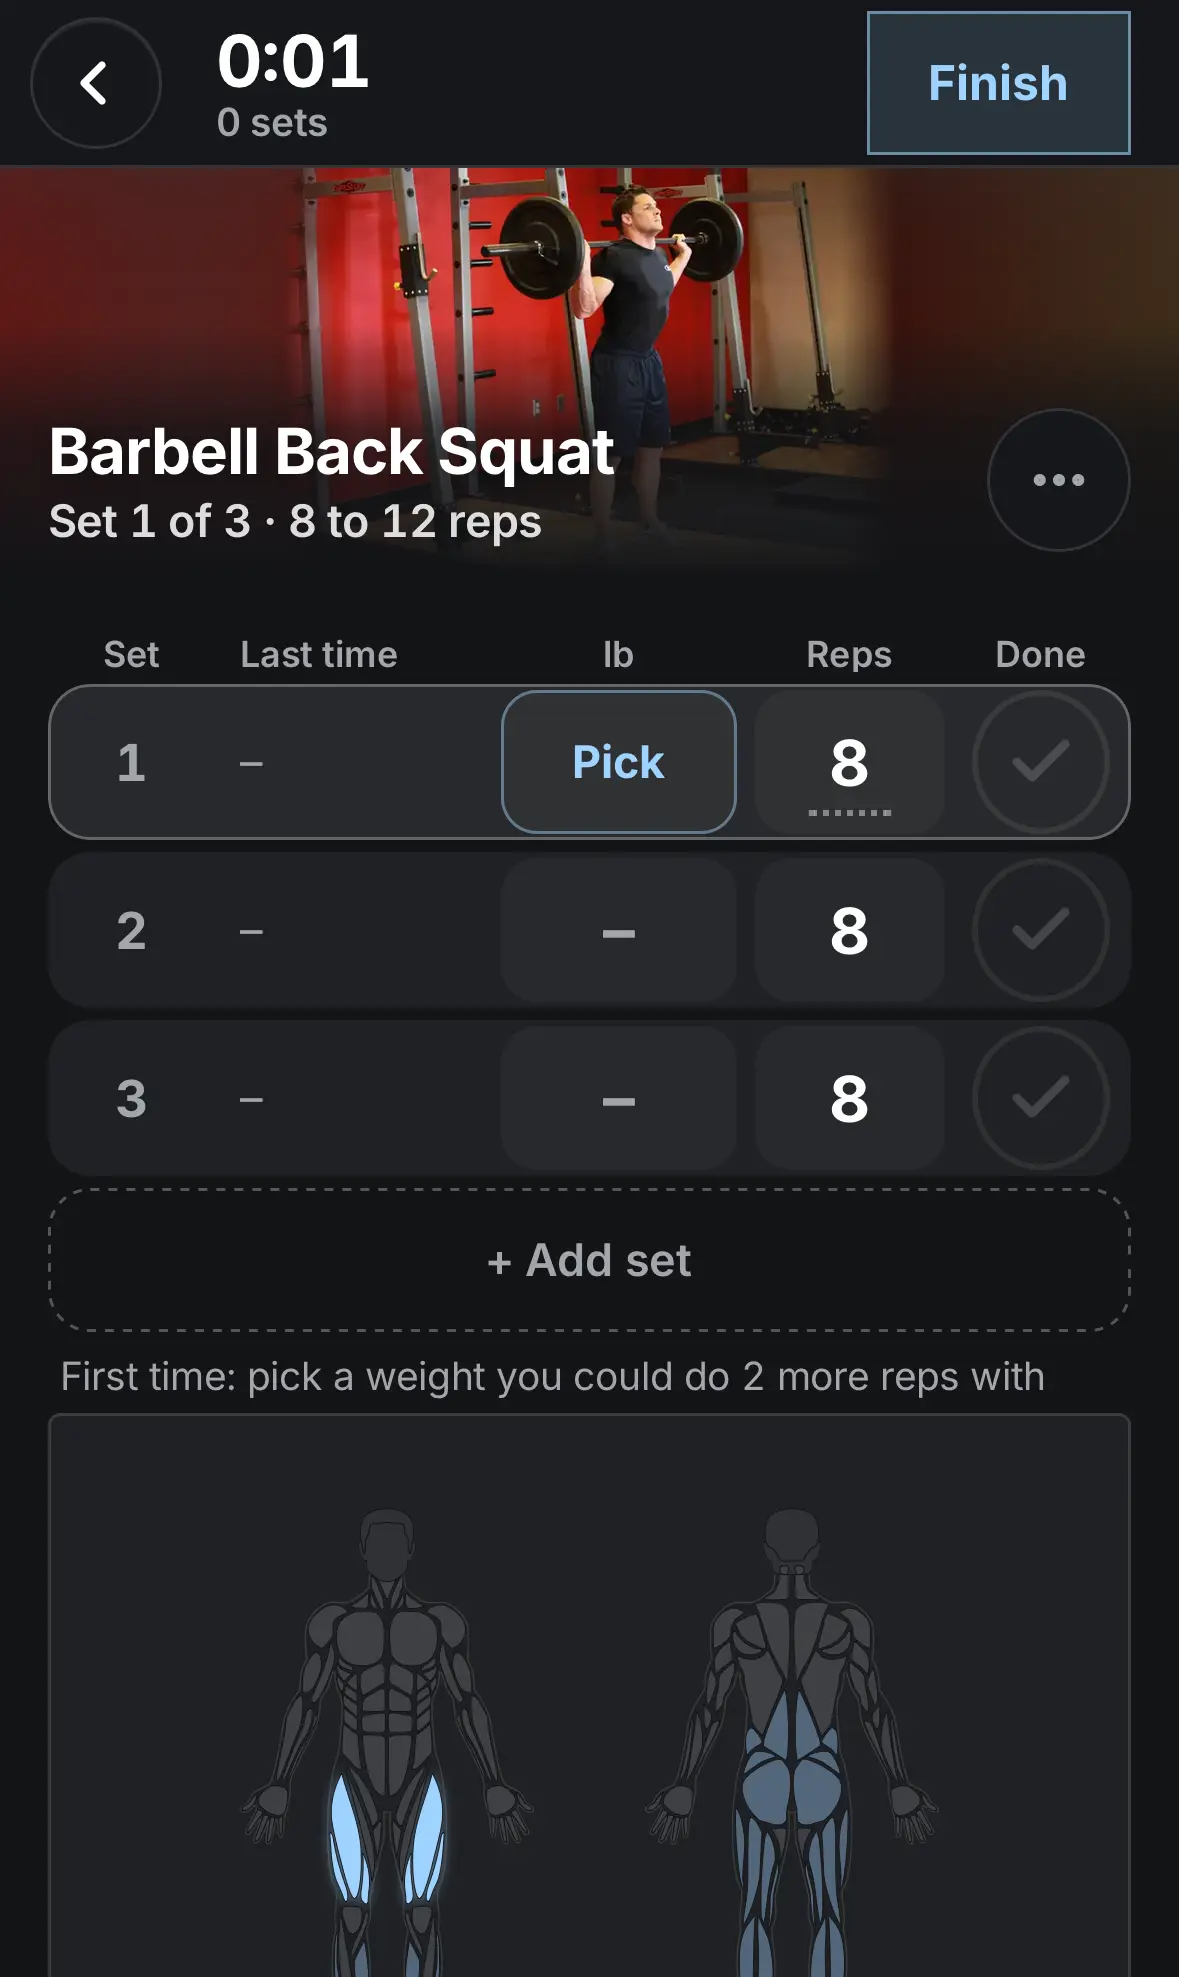 0:01
0 sets
Finish
Barbell Back Squat
Set 1 of 3 · 8 to 12 reps
Set Last time lb Reps Done
1 – Pick 8
2 – – 8
3 – – 8
+ Add set
First time: pick a weight you could do 2 more reps with